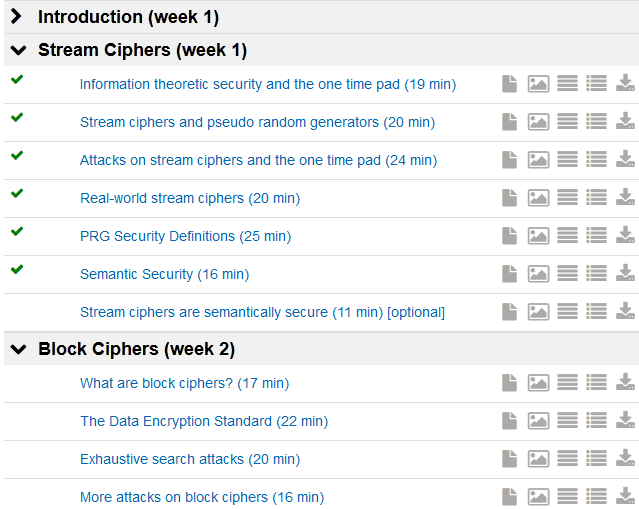 Introduction (week 1)
Stream Ciphers (week 1)
Information theoretic security and the one time pad (19 min)
Stream ciphers and pseudo random generators (20 min)
Attacks on stream ciphers and the one time pad (24 min)
Real-world stream ciphers (20 min)
PRG Security Definitions (25 min)
Semantic Security (16 min)
Stream ciphers are semantically secure (11 min) [optional]
Block Ciphers (week 2)
What are block ciphers? (17 min)
The Data Encryption Standard (22 min)
Exhaustive search attacks (20 min)
More attacks on block ciphers (16 min)